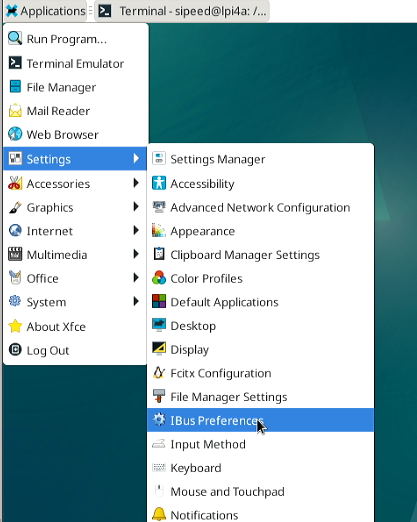 Applications
Terminal - sipeed@lpi4a: /...
Run Program...
Terminal Emulator
File Manager
Mail Reader
Web Browser
Settings
Accessories
Graphics
Internet
Multimedia
Office
System
About Xfce
Log Out
Settings Manager
Accessibility
Advanced Network Configuration
Appearance
Clipboard Manager Settings
Color Profiles
Default Applications
Desktop
Display
Fcitx Configuration
File Manager Settings
IBus Preferences
Input Method
Keyboard
Mouse and Touchpad
Notifications